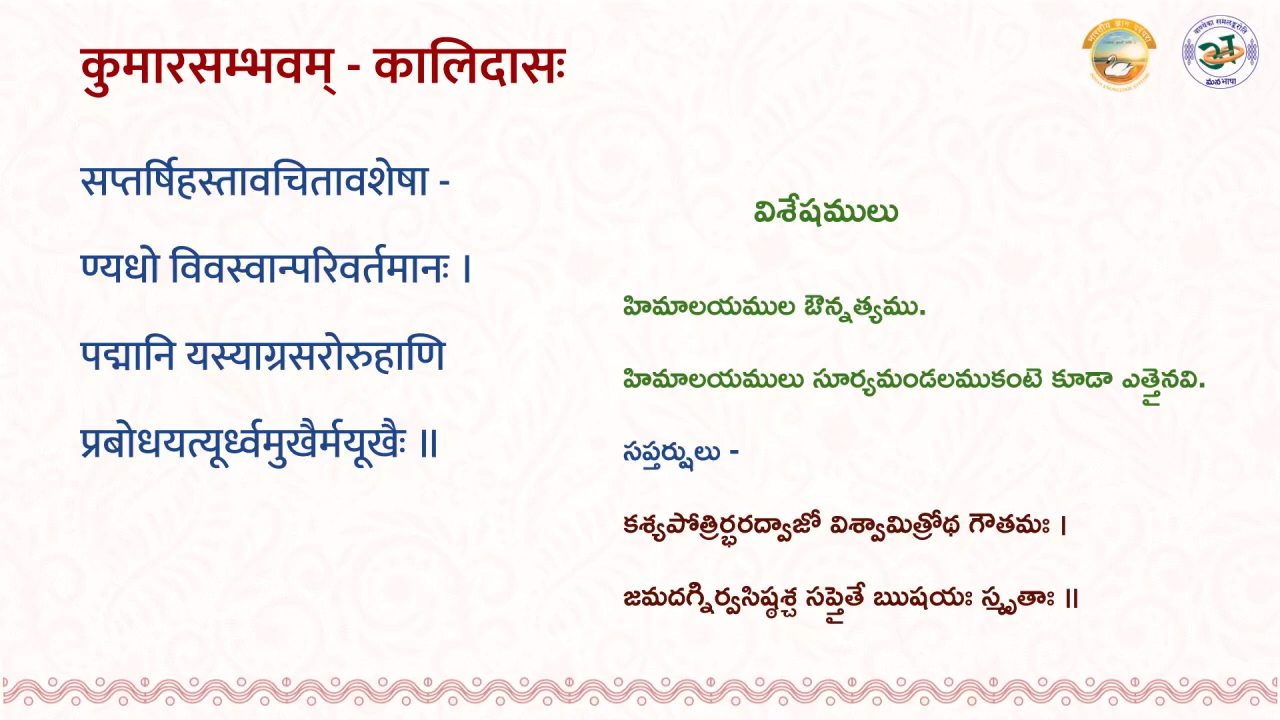 कुमारसम्भवम् - कालिदासः
सप्तर्षिहस्तावचितावशेषा -
ण्यधो विवस्वान्परिवर्तमानः ।
पद्मानि यस्याग्रसरोरुहाणि
प्रबोधयत्यूर्ध्वमुखैर्मयूखैः ॥
విశేషములు
హిమాలయముల ఔన్నత్యము.
హిమాలయములు సూర్యమండలముకంటె కూడా ఎత్తైనవి.
సప్తర్షులు -
కశ్యపోత్రిర్భరద్వాజో విశ్వామిత్రోథ గౌతమః ।
జమదగ్నిర్వసిష్ఠశ్చ సప్తైతే ఋషయః స్మృతాః ॥